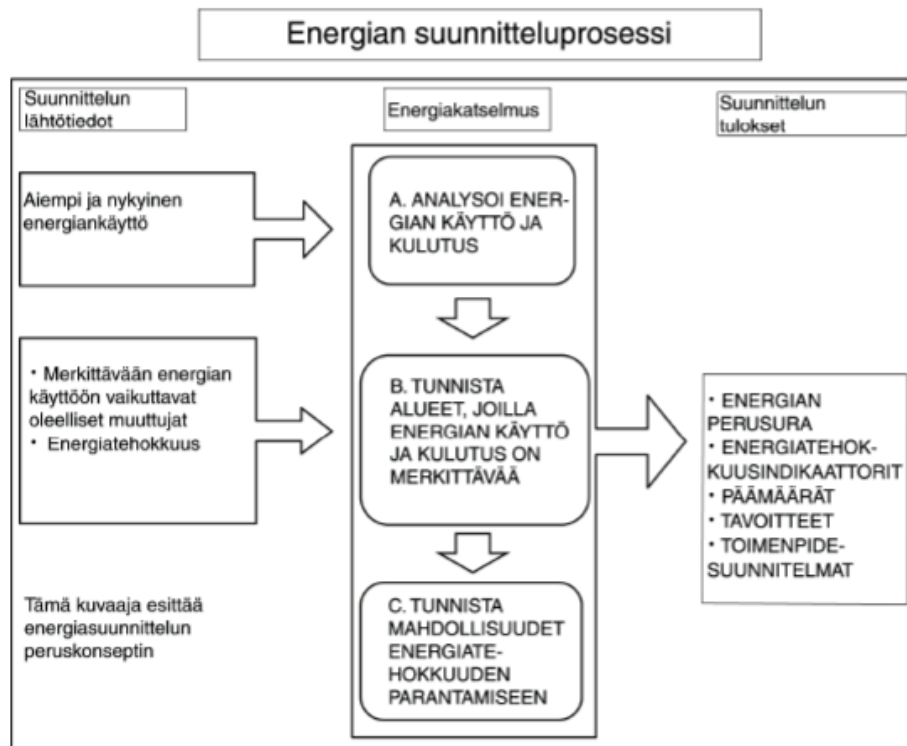 Energian suunnitteluprosessi
Suunnittelun
lähtötiedot
Energiakatselmus
Suunnittelun
tulokset
Aiempi ja nykyinen
energiankäyttö
A. ANALYSOI ENER-
GIAN KÄYTTÖ JA
KULUTUS
• Merkittävään energian
käyttöön vaikuttavat
oleelliset muuttujat
• Energiatehokkuus
B. TUNNISTA
ALUEET, JOILLA
ENERGIAN KÄYTTÖ
JA KULUTUS ON
MERKITTÄVÄÄ
• ENERGIAN
PERUSURA
• ENERGIATEHOK-
KUUSINDIKAATTORIT
• PÄÄMÄÄRÄT
• TAVOITTEET
• TOIMENPIDE-
SUUNNITELMAT
Tämä kuvaaja esittää
energiasuunnittelun
peruskonseptin
C. TUNNISTA
MAHDOLLISUUDET
ENERGIATE-
HOKKUUDEN
PARANTAMISEEN